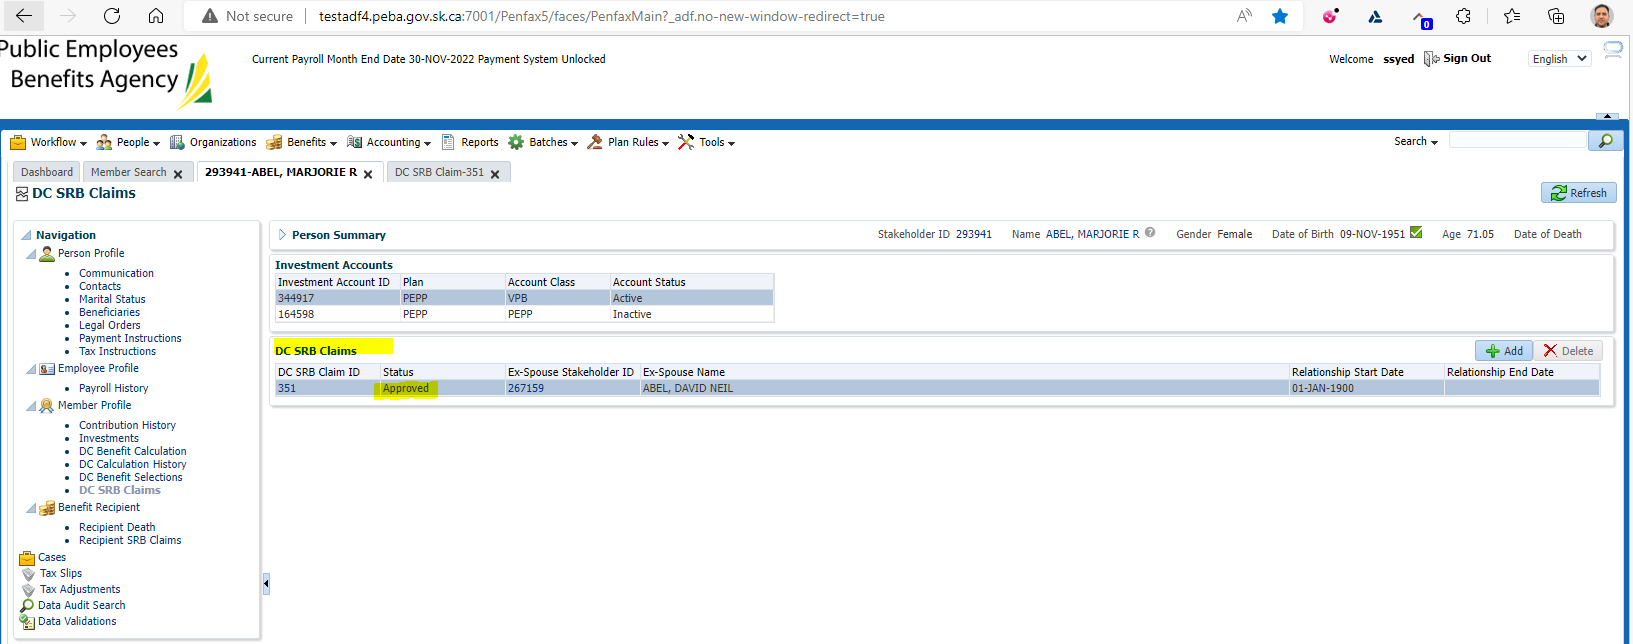 Not secure testadf4.peba.gov.sk.ca:7001/Penfax5/faces/PenfaxMain?_adf.no-new-window-redirect=true
0
Public Employees
Benefits Agency
Current Payroll Month End Date 30-NOV-2022 Payment System Unlocked
Welcome ssyed Sign Out English
Workflow People Organizations Benefits Accounting Reports Batches Plan Rules Tools Search
Dashboard Member Search 293941-ABEL, MARJORIE R DC SRB Claim-351
DC SRB Claims Refresh
Navigation
Person Profile
Communication
Contacts
Marital Status
Beneficiaries
Legal Orders
Payment Instructions
Tax Instructions
Employee Profile
Payroll History
Member Profile
Contribution History
Investments
DC Benefit Calculation
DC Calculation History
DC Benefit Selections
DC SRB Claims
Benefit Recipient
Recipient Death
Recipient SRB Claims
Cases
Tax Slips
Tax Adjustments
Data Audit Search
Data Validations
Person Summary Stakeholder ID 293941 Name ABEL, MARJORIE R Gender Female Date of Birth 09-NOV-1951 Age 71.05 Date of Death
Investment Accounts
Investment Account ID Plan Account Class Account Status
344917 PEPP VPB Active
164598 PEPP PEPP Inactive
DC SRB Claims Add Delete
DC SRB Claim ID Status Ex-Spouse Stakeholder ID Ex-Spouse Name Relationship Start Date Relationship End Date
351 Approved 267159 ABEL, DAVID NEIL 01-JAN-1900